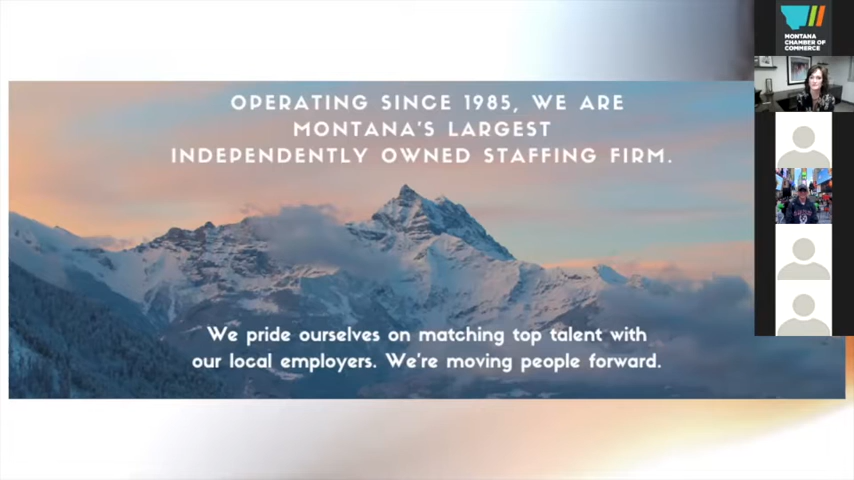 OPERATING SINCE 1985, WE ARE
MONTANA'S LARGEST
INDEPENDENTLY OWNED STAFFING FIRM.
We pride ourselves on matching top talent with
our local employers. We're moving people forward.
MONTANA
CHAMBER OF
COMMERCE